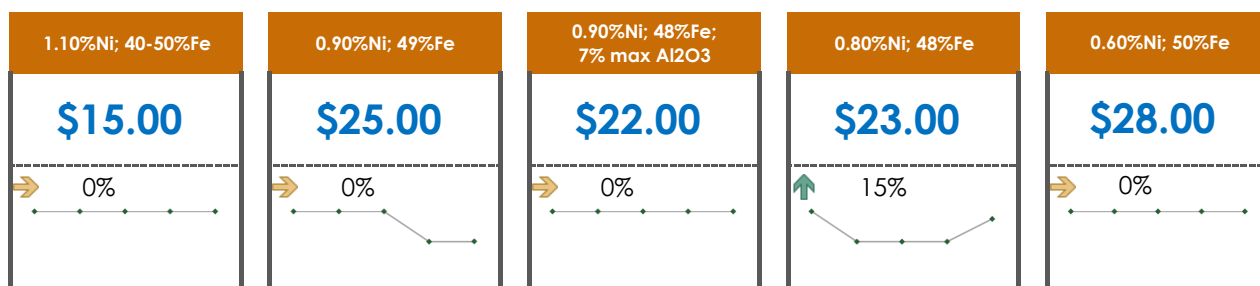 1.10%Ni; 40-50%Fe
0.90%Ni; 49%Fe
0.90%Ni; 48%Fe;
7% max Al2O3
0.80%Ni; 48%Fe
0.60%Ni; 50%Fe
$15.00
$25.00
$22.00
$23.00
$28.00
0%
0%
0%
15%
0%